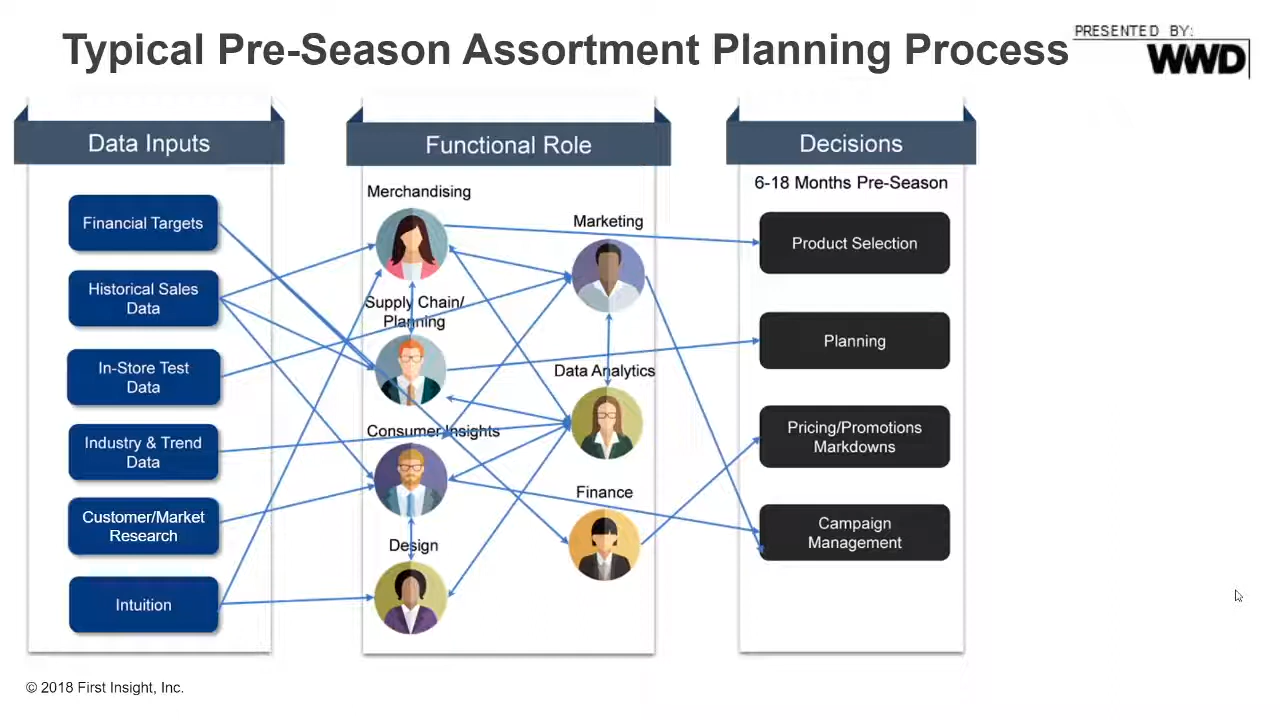 Typical Pre-Season Assortment Planning Process
PRESENTED BY:
WWD
Data Inputs
Financial Targets
Historical Sales
Data
In-Store Test
Data
Industry & Trend
Data
Customer/Market
Research
Intuition
Functional Role
Merchandising
Marketing
Supply Chain/
Planning
Data Analytics
Consumer Insights
Finance
Design
Decisions
6-18 Months Pre-Season
Product Selection
Planning
Pricing/Promotions
Markdowns
Campaign
Management
© 2018 First Insight, Inc.